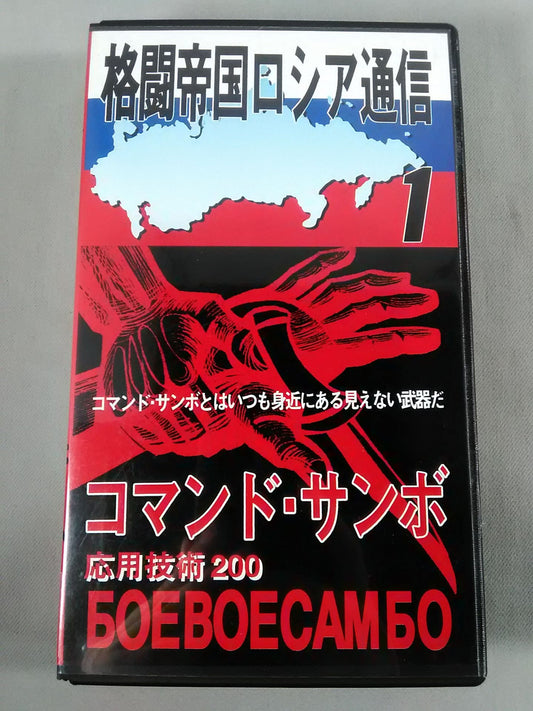 格闘帝国ロシア通信
1
コマンド・サンボとはいつも身近にある見えない武器だ
コマンド・サンボ
応用技術200
БОЕВОЕСАМБО